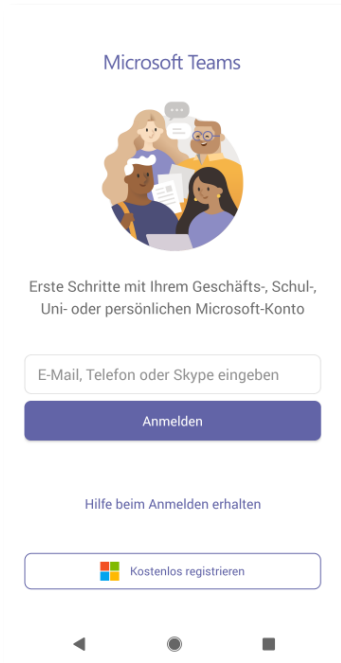 Microsoft Teams
Erste Schritte mit Ihrem Geschäfts-, Schul-,
Uni- oder persönlichen Microsoft-Konto
E-Mail, Telefon oder Skype eingeben
Anmelden
Hilfe beim Anmelden erhalten
Kostenlos registrieren